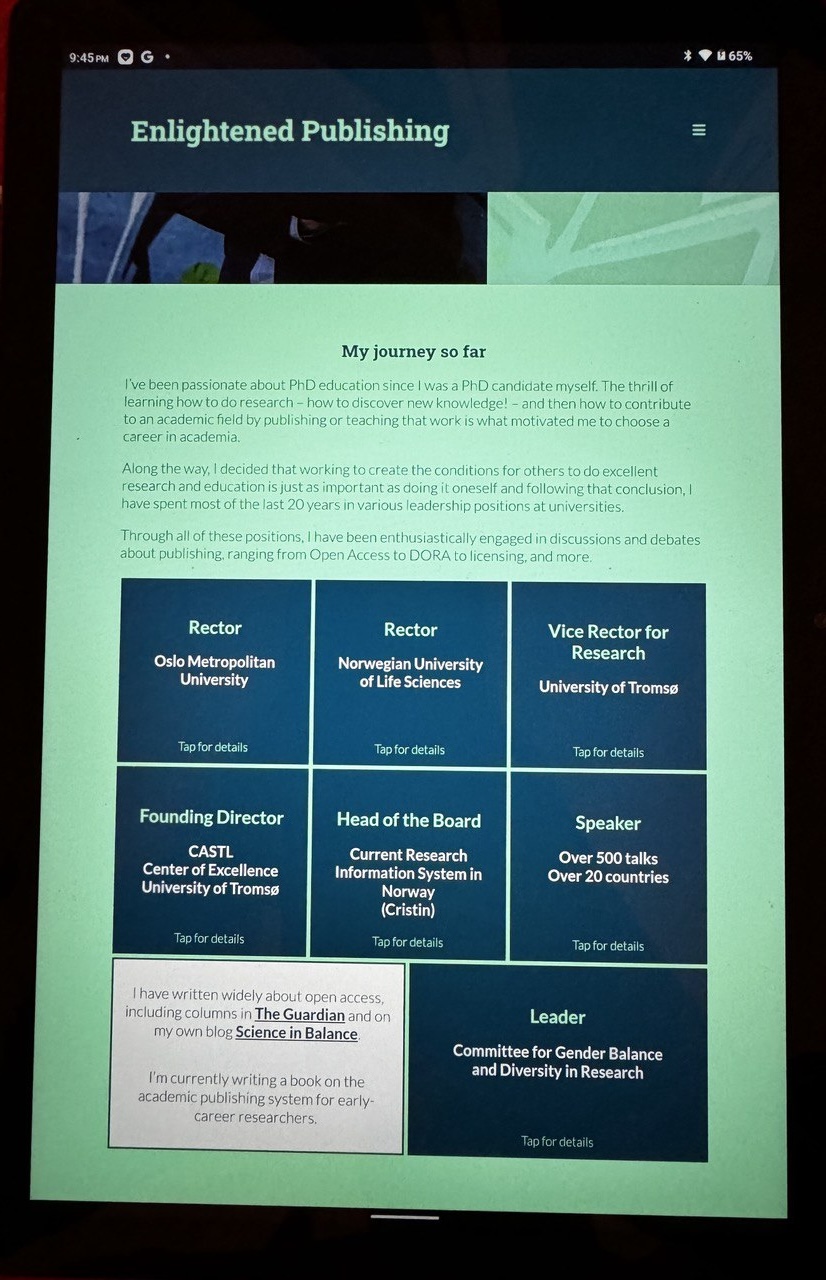 9:45 PM
65%
Enlightened Publishing
My journey so far
I've been passionate about PhD education since I was a PhD candidate myself. The thrill of
learning how to do research – how to discover new knowledge! – and then how to contribute
to an academic field by publishing or teaching that work is what motivated me to choose a
career in academia.
Along the way, I decided that working to create the conditions for others to do excellent
research and education is just as important as doing it oneself and following that conclusion, I
have spent most of the last 20 years in various leadership positions at universities.
Through all of these positions, I have been enthusiastically engaged in discussions and debates
about publishing, ranging from Open Access to DORA to licensing, and more.
Rector
Oslo Metropolitan
University
Tap for details
Rector
Norwegian University
of Life Sciences
Tap for details
Vice Rector for
Research
University of Tromsø
Tap for details
Founding Director
CASTL
Center of Excellence
University of Tromsø
Tap for details
Head of the Board
Current Research
Information System in
Norway
(Cristin)
Tap for details
Speaker
Over 500 talks
Over 20 countries
Tap for details
I have written widely about open access,
including columns in The Guardian and on
my own blog Science in Balance.
I'm currently writing a book on the
academic publishing system for early-
career researchers.
Leader
Committee for Gender Balance
and Diversity in Research
Tap for details